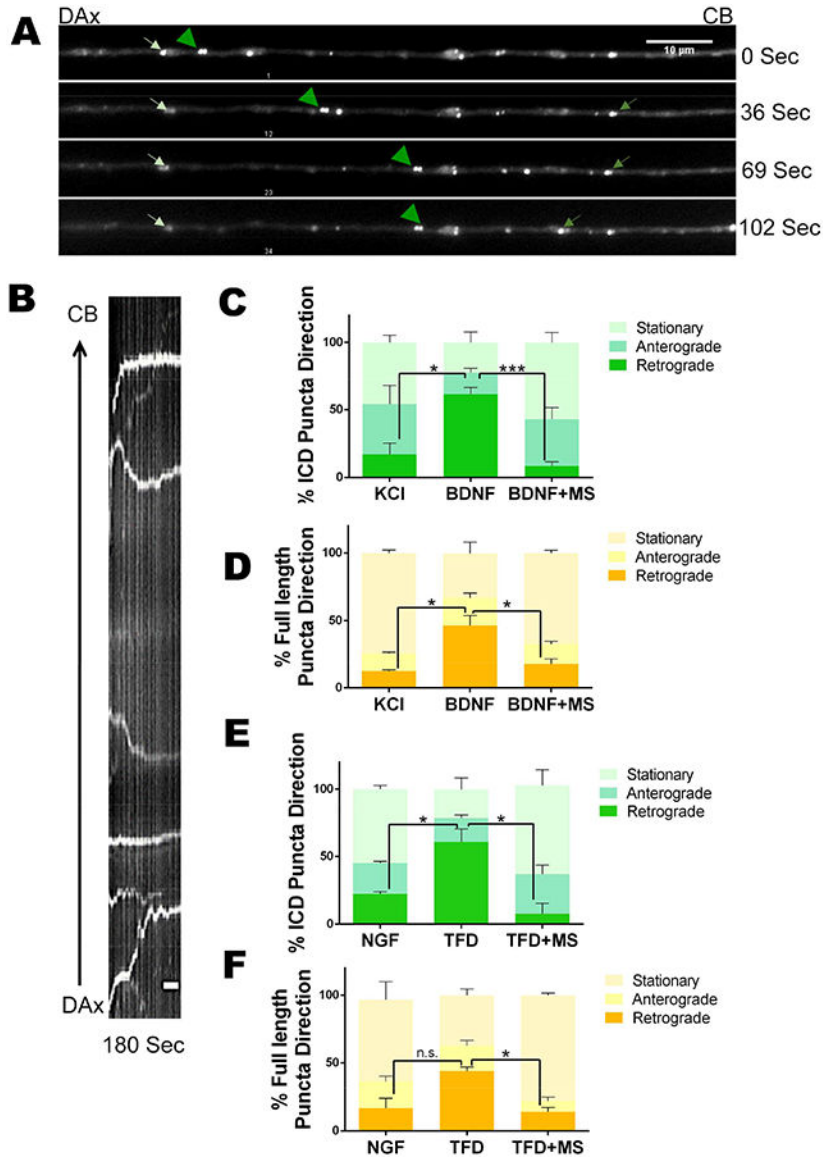 A
DAx
CB
10 µm
0 Sec
1
36 Sec
12
69 Sec
23
102 Sec
34
B
CB
DAx
180 Sec
C
% ICD Puncta Direction
100
50
0
* ***
KCl BDNF BDNF+MS
Stationary
Anterograde
Retrograde
D
% Full length
Puncta Direction
100
50
0
* *
KCl BDNF BDNF+MS
Stationary
Anterograde
Retrograde
E
% ICD Puncta Direction
100
50
0
* *
NGF TFD TFD+MS
Stationary
Anterograde
Retrograde
F
% Full length
Puncta Direction
100
50
0
n.s. *
NGF TFD TFD+MS
Stationary
Anterograde
Retrograde